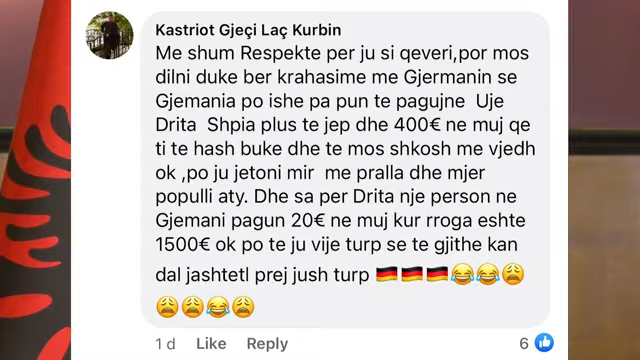 Kastriot Gjeçi Laç Kurbin
Me shum Respekte per ju si qeveri,por mos
dilni duke ber krahasime me Gjermanin se
Gjemania po ishe pa pun te pagujne Uje
Drita Shpia plus te jep dhe 400€ ne muj qe
ti te hash buke dhe te mos shkosh me vjedh
ok ,po ju jetoni mir me pralla dhe mjer
populli aty. Dhe sa per Drita nje person ne
Gjemani pagun 20€ ne muj kur rroga eshte
1500€ ok po te ju vije turp se te gjithe kan
dal jashtetl prej jush turp 🇩🇪🇩🇪🇩🇪😂😂😩
😩😩😂😩
1 d Like Reply 6